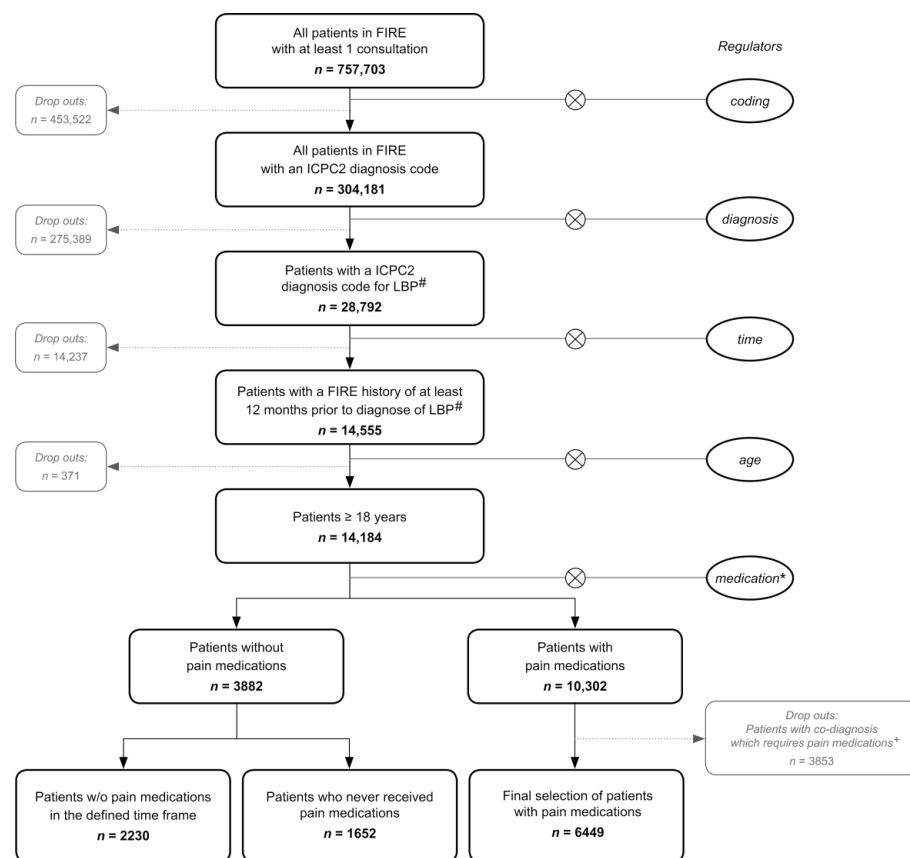 All patients in FIRE
with at least 1 consultation
n = 757,703
Regulators
Drop outs:
n = 453,522
coding
All patients in FIRE
with an ICPC2 diagnosis code
n = 304,181
Drop outs:
n = 275,389
diagnosis
Patients with a ICPC2
diagnosis code for LBP#
n = 28,792
Drop outs:
n = 14,237
time
Patients with a FIRE history of at least
12 months prior to diagnose of LBP#
n = 14,555
Drop outs:
n = 371
age
Patients ≥ 18 years
n = 14,184
medication*
Patients without
pain medications
n = 3882
Patients with
pain medications
n = 10,302
Drop outs:
Patients with co-diagnosis
which requires pain medications+
n = 3853
Patients w/o pain medications
in the defined time frame
n = 2230
Patients who never received
pain medications
n = 1652
Final selection of patients
with pain medications
n = 6449